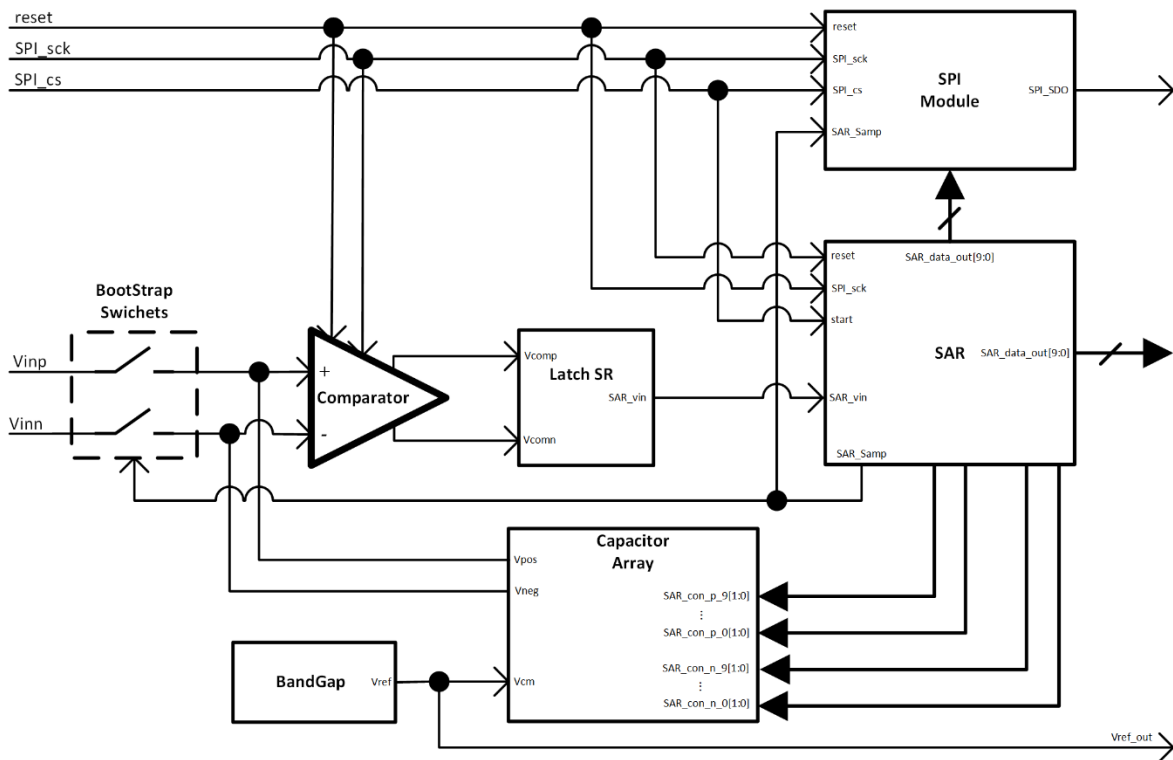 reset
SPI_sck
SPI_cs
reset
SPI_sck
SPI_cs
SAR_Samp
SPI
Module
SPI_SDO
BootStrap
Swichets
Vinp
Vinn
+
-
Comparator
Vcomp
Latch SR
SAR_vin
Vcomn
reset
SPI_sck
start
SAR_vin
SAR_Samp
SAR_data_out[9:0]
SAR
SAR_data_out[9:0]
Capacitor
Array
Vpos
Vneg
Vcm
SAR_con_p_9[1:0]
⋮
SAR_con_p_0[1:0]
SAR_con_n_9[1:0]
⋮
SAR_con_n_0[1:0]
BandGap
Vref
Vref_out